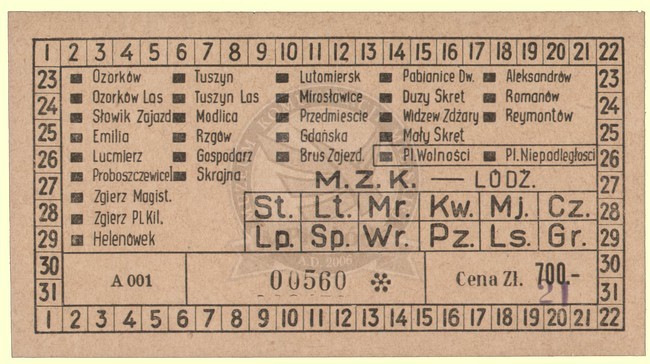 1 2 3 4 5 6 7 8 9 10 11 12 13 14 15 16 17 18 19 20 21 22
23 Ozorków Tuszyn Lutomiersk Pabianice Dw. Aleksandrów 23
24 Ozorków Las Tuszyn Las Mirosłowice Duzy Skręt Romanów 24
Słowik Zajazd Modlica Przedmieście Widzew Zdżary Reymontów
25 Emilia Rzgów Gdańska Mały Skręt 25
26 Lucmierz Gospodarz Brus Zajezd. Pl. Wolności Pl. Niepodległości 26
27 Proboszczewice Skrajna M.Z.K. — LÓDŹ. 27
Zgierz Magist.
28 Zgierz Pl. Kil. St. Lt. Mr. Kw. Mj. Cz. 28
29 Helenówek Lp. Sp. Wr. Pz. Ls. Gr. 29
A.D. 2006
30 30
A 001 00560 Cena Zł. 700.-
21
31 31
1 2 3 4 5 6 7 8 9 10 11 12 13 14 15 16 17 18 19 20 21 22